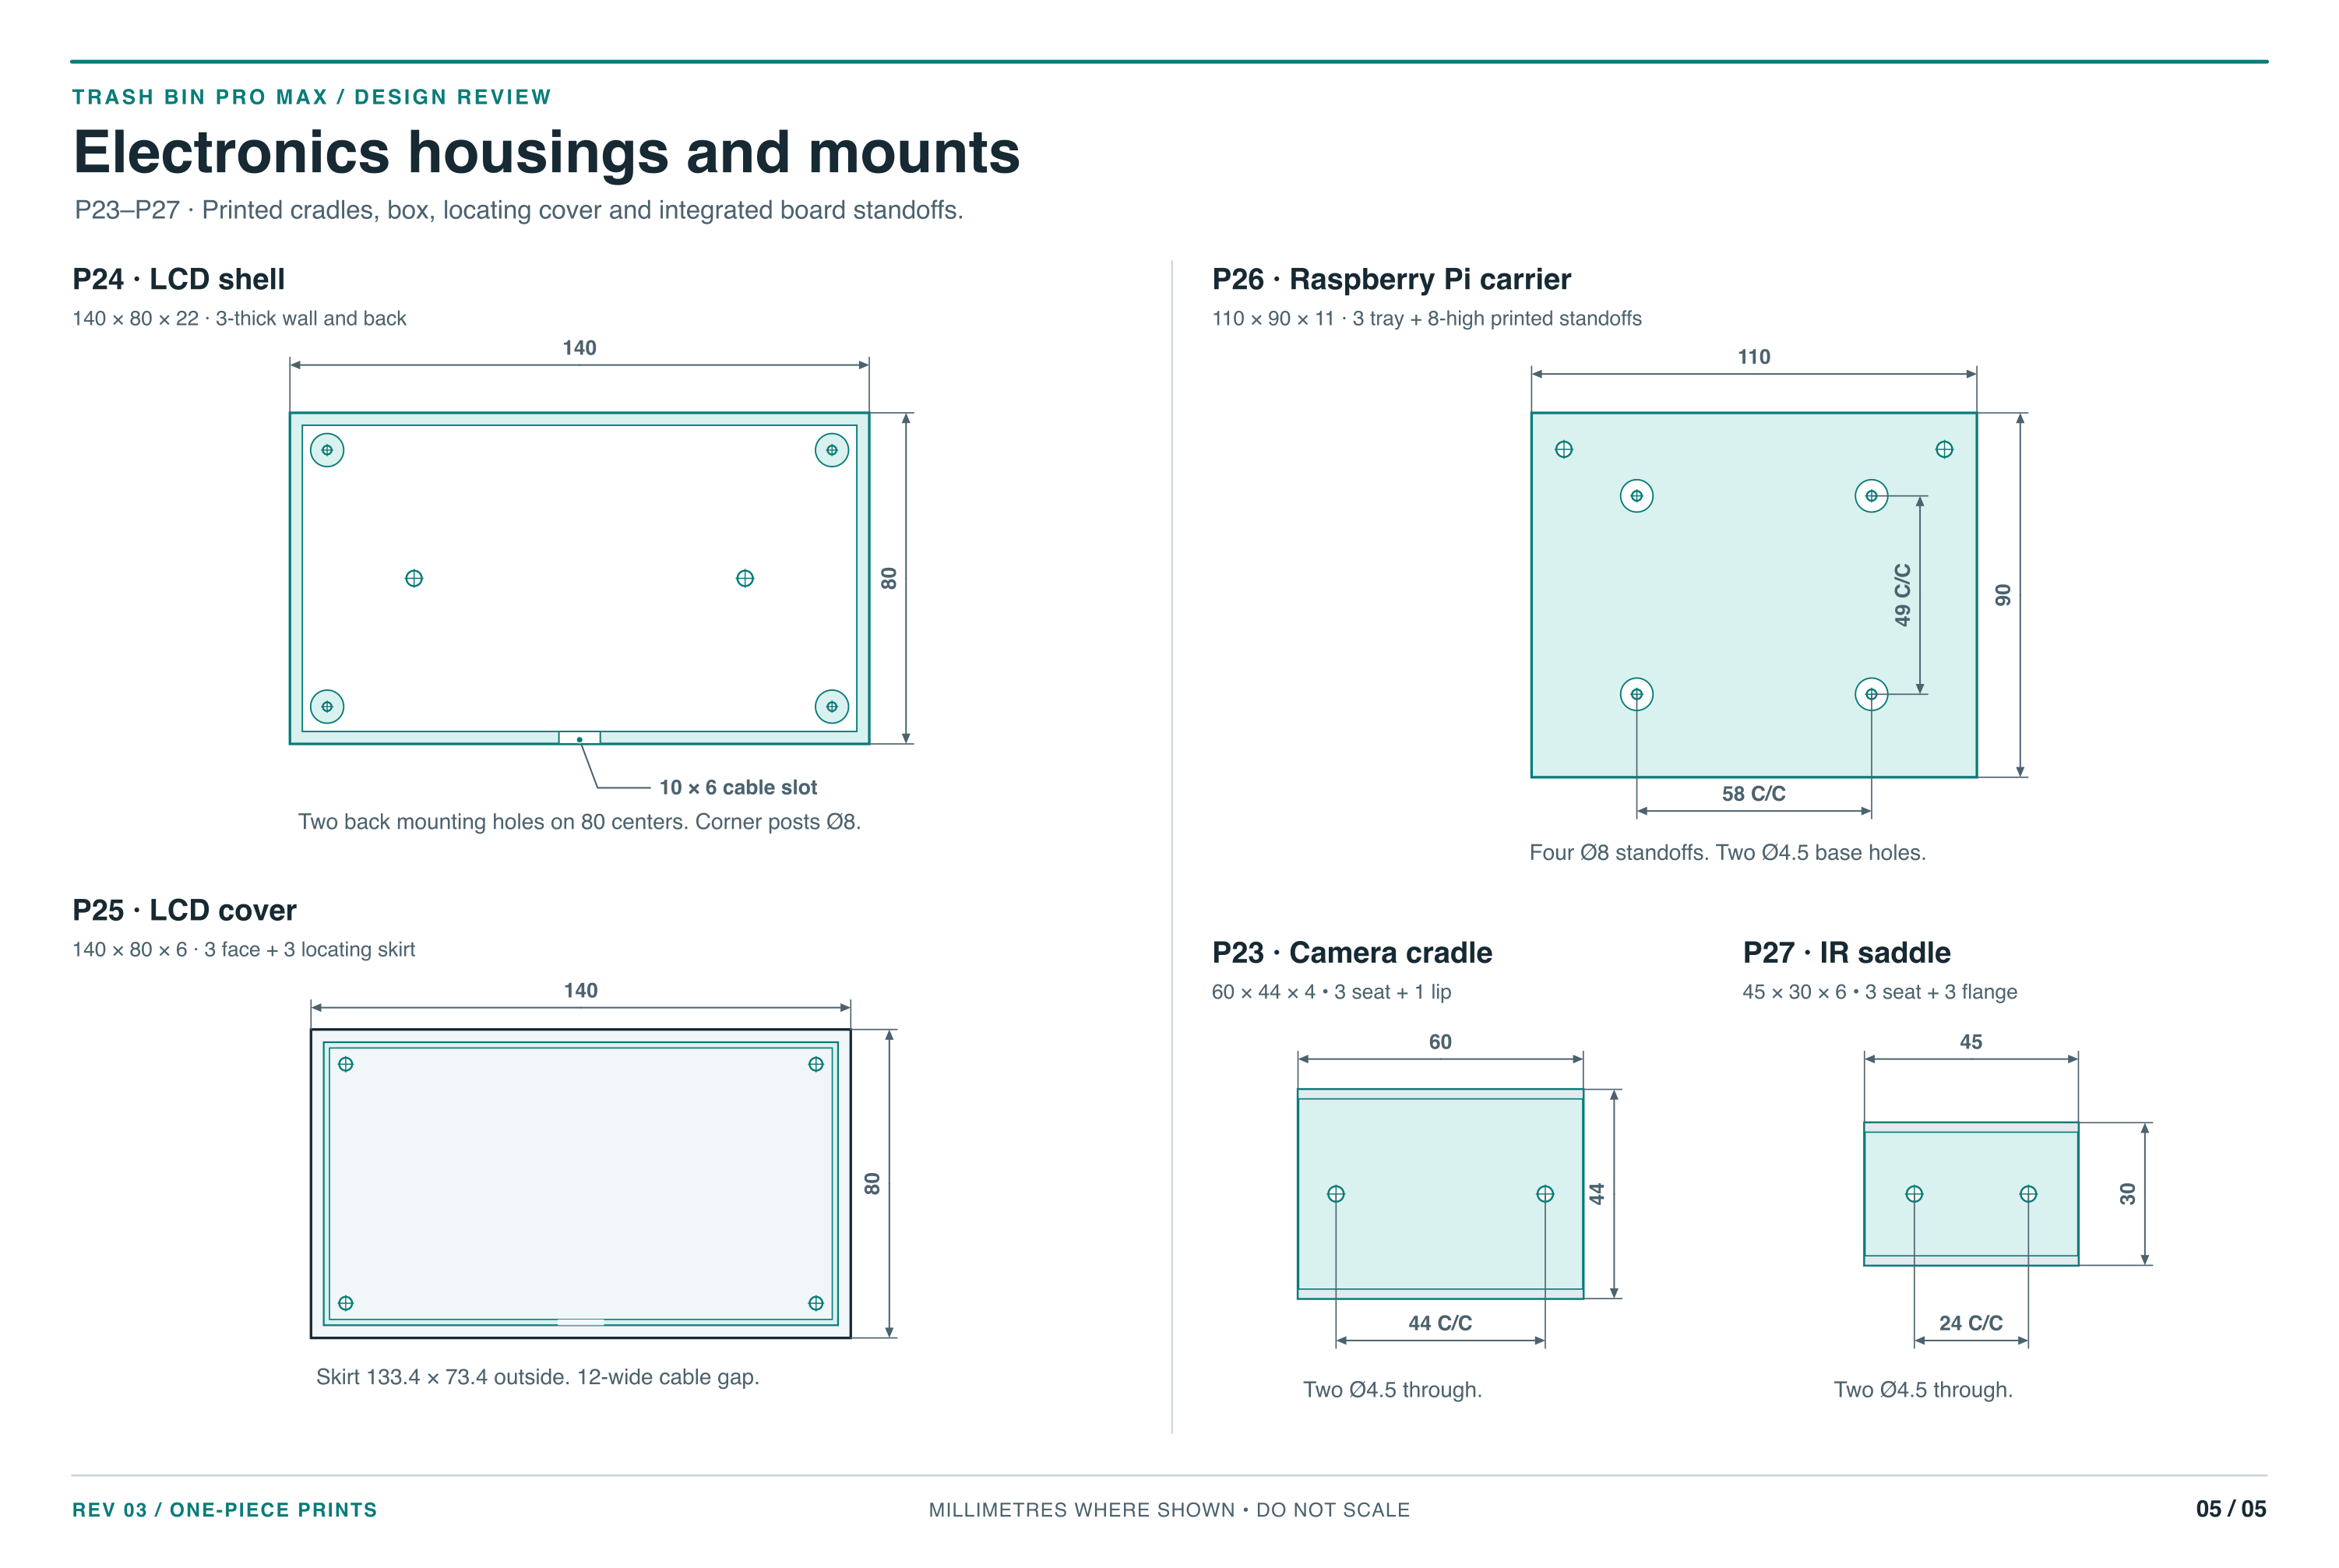 TRASH BIN PRO MAX / DESIGN REVIEW
Electronics housings and mounts
P23–P27 · Printed cradles, box, locating cover and integrated board standoffs.
P24 · LCD shell
140 × 80 × 22 · 3-thick wall and back
140
80
10 × 6 cable slot
Two back mounting holes on 80 centers. Corner posts Ø8.
P25 · LCD cover
140 × 80 × 6 · 3 face + 3 locating skirt
140
80
Skirt 133.4 × 73.4 outside. 12-wide cable gap.
P26 · Raspberry Pi carrier
110 × 90 × 11 · 3 tray + 8-high printed standoffs
110
49 C/C
90
58 C/C
Four Ø8 standoffs. Two Ø4.5 base holes.
P23 · Camera cradle
60 × 44 × 4 • 3 seat + 1 lip
60
44
44 C/C
Two Ø4.5 through.
P27 · IR saddle
45 × 30 × 6 • 3 seat + 3 flange
45
30
24 C/C
Two Ø4.5 through.
REV 03 / ONE-PIECE PRINTS
MILLIMETRES WHERE SHOWN • DO NOT SCALE
05 / 05